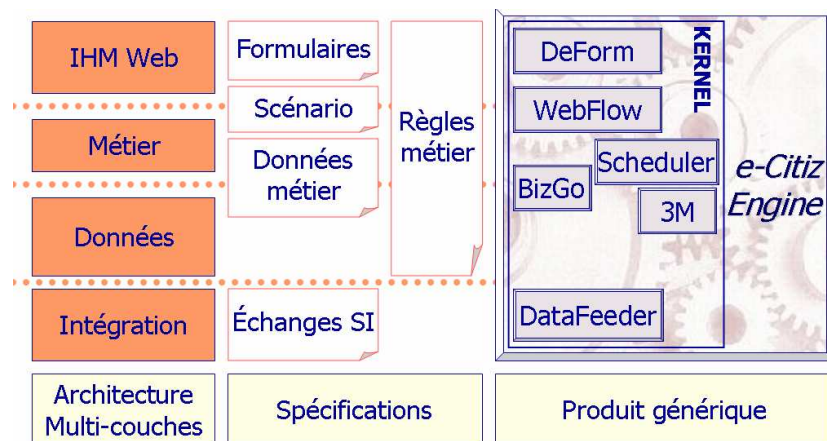 IHM Web
Métier
Données
Intégration
Architecture
Multi-couches
Formulaires
Scénario
Données
métier
Échanges SI
Règles
métier
Spécifications
KERNEL
DeForm
WebFlow
Scheduler
BizGo
3M
DataFeeder
e-Citiz
Engine
Produit générique